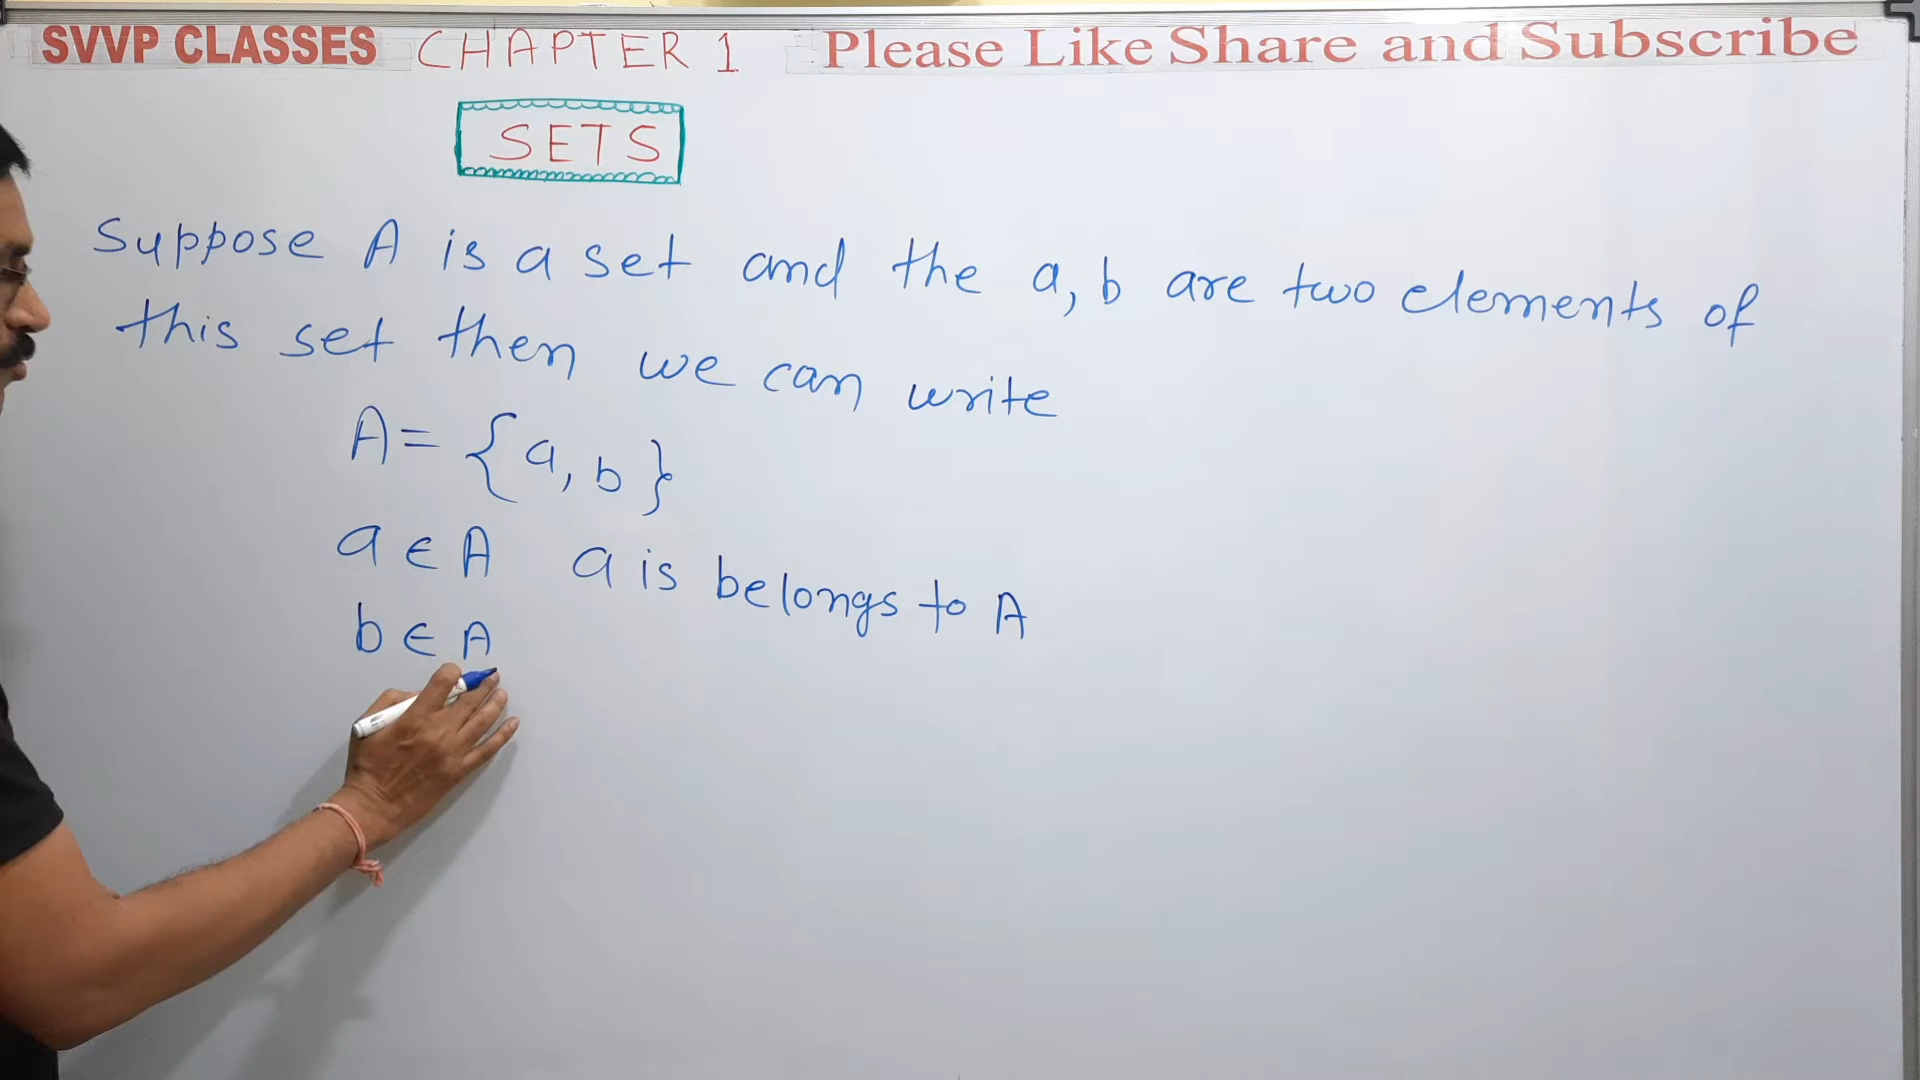 SVVP CLASSES CHAPTER 1 Please Like Share and Subscribe
SETS
Suppose A is a set and the a, b are two elements of
this set then we can write
A = {a, b}
a ∈ A a is belongs to A
b ∈ A